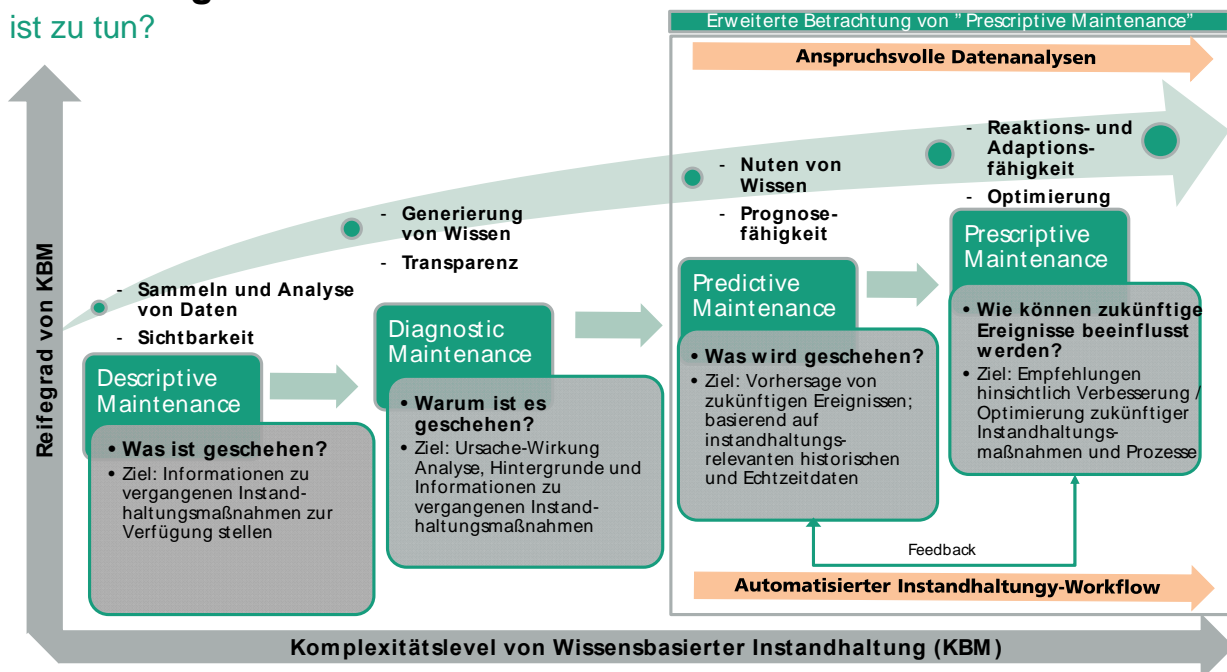 ist zu tun?
Erweiterte Betrachtung von " Prescriptive Maintenance"
Anspruchsvolle Datenanalysen
Reifegrad von KBM
- Sammeln und Analyse
von Daten
- Sichtbarkeit
Descriptive
Maintenance
• Was ist geschehen?
• Ziel: Informationen zu
vergangenen Instand-
haltungsmaßnahmen zur
Verfügung stellen
- Generierung
von Wissen
- Transparenz
Diagnostic
Maintenance
• Warum ist es
geschehen?
• Ziel: Ursache-Wirkung
Analyse, Hintergrunde und
Informationen zu
vergangenen Instand-
haltungsmaßnahmen
- Nuten von
Wissen
- Prognose-
fähigkeit
Predictive
Maintenance
• Was wird geschehen?
• Ziel: Vorhersage von
zukünftigen Ereignissen;
basierend auf
instandhaltungs-
relevanten historischen
und Echtzeitdaten
- Reaktions- und
Adaptions-
fähigkeit
- Optimierung
Prescriptive
Maintenance
• Wie können zukünftige
Ereignisse beeinflusst
werden?
• Ziel: Empfehlungen
hinsichtlich Verbesserung /
Optimierung zukünftiger
Instandhaltungs-
maßnahmen und Prozesse
Feedback
Automatisierter Instandhaltungy-Workflow
Komplexitätslevel von Wissensbasierter Instandhaltung (KBM)